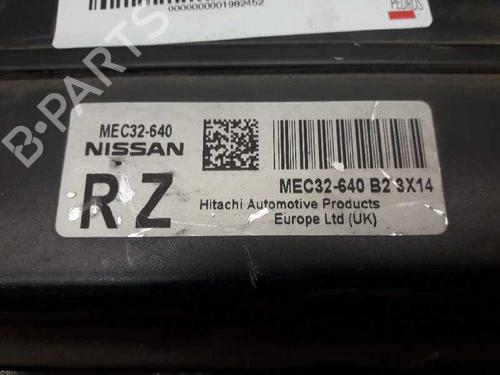 0000000001982452
PEDROS
MEC32-640
NISSAN
RZ
MEC32-640 B2 3X14
Hitachi Automotive Products
Europe Ltd (UK)
B-PARTS